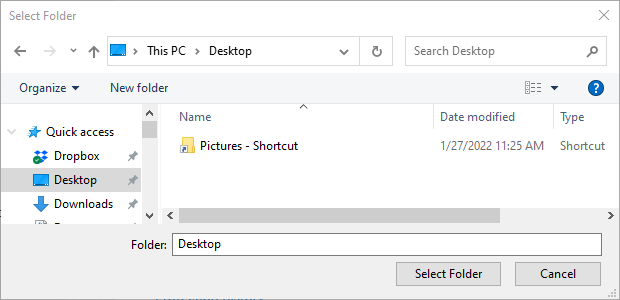 Select Folder
This PC > Desktop
Search Desktop
Organize
New folder
?
Name
Date modified
Type
Quick access
Dropbox
Desktop
Downloads
Pictures - Shortcut
1/27/2022 11:25 AM
Shortcut
Folder:
Desktop
Select Folder
Cancel